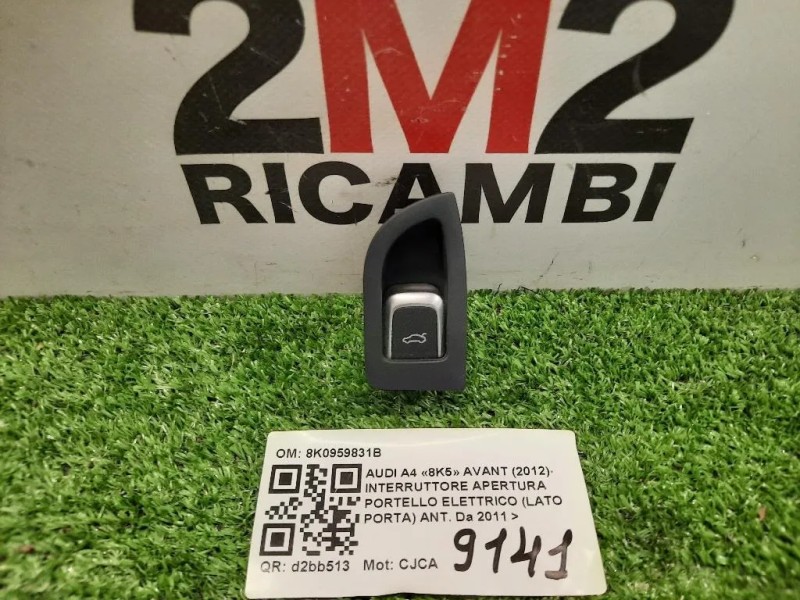 2M2
RICAMBI
OM: 8K0959831B
AUDI A4 «8K5» AVANT (2012)-
INTERRUTTORE APERTURA
PORTELLO ELETTRICO (LATO
PORTA) ANT. Da 2011 >
QR: d2bb513 Mot: CJCA 9141